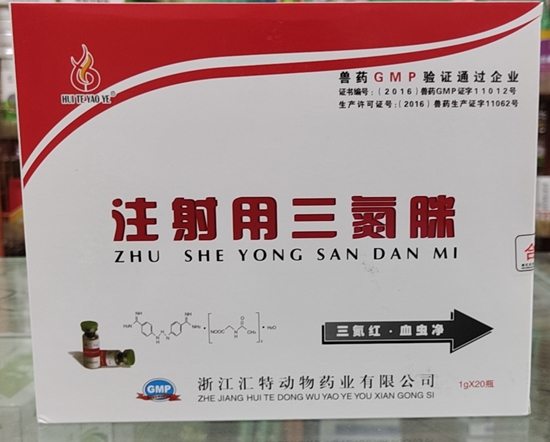 HUI TE YAO YE®
兽药GMP验证通过企业
证书编号:(2016)兽药GMP证字11012号
生产许可证号:(2016)兽药生产证字11062号
注射用三氮脒
ZHU SHE YONG SAN DAN MI
合
三氮红·血虫净
GMP
浙江汇特动物药业有限公司
ZHE JIANG HUI TE DONG WU YAO YE YOU XIAN GONG SI
1gX20瓶